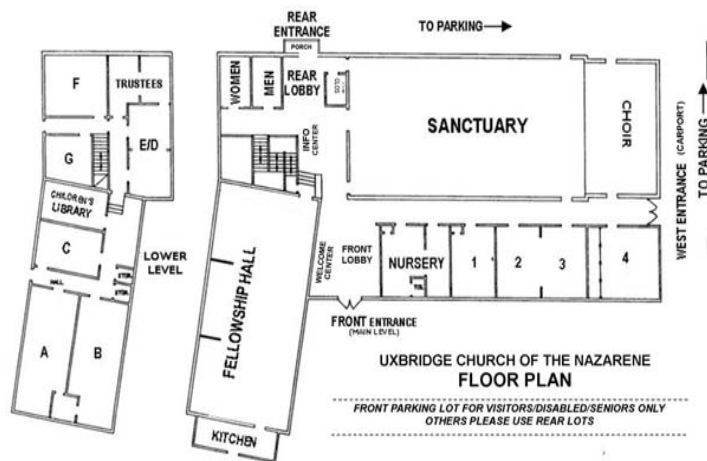 REAR
ENTRANCE
PORCH
TO PARKING
F
TRUSTEES
E/D
G
CHILDREN'S
LIBRARY
C
LOWER
LEVEL
HALL
STOR.
STOR.
A
B
WOMEN
MEN
REAR
LOBBY
INFO
CENTER
SANCTUARY
CHOIR
WEST ENTRANCE (CARPORT)
TO PARKING
FELLOWSHIP HALL
WELCOME
CENTER
FRONT
LOBBY
NURSERY
TOL
1
2
3
4
FRONT ENTRANCE
(MAIN LEVEL)
KITCHEN
UXBRIDGE CHURCH OF THE NAZARENE
FLOOR PLAN
FRONT PARKING LOT FOR VISITORS/DISABLED/SENIORS ONLY
OTHERS PLEASE USE REAR LOTS